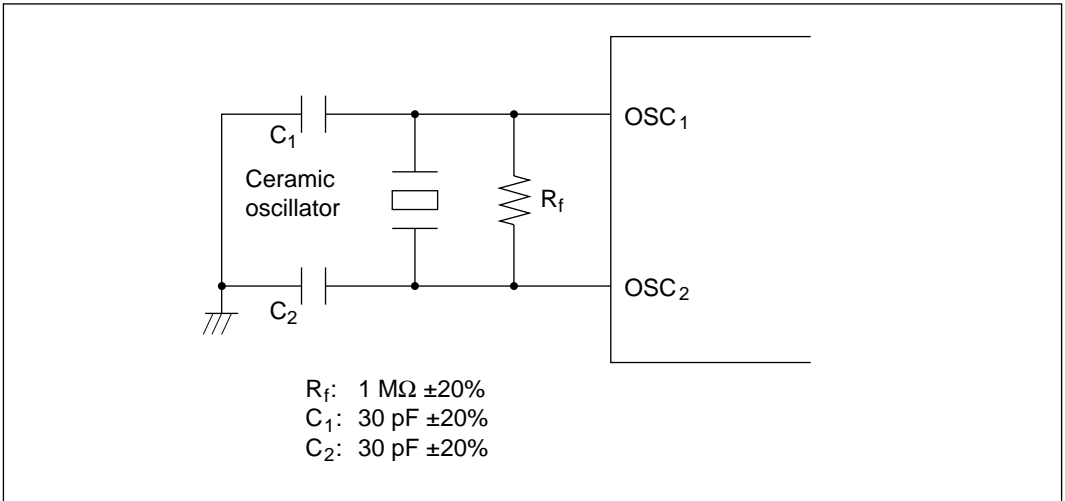 C1
Ceramic
oscillator
Rf
OSC1
C2
OSC2
Rf: 1 MΩ ±20%
C1: 30 pF ±20%
C2: 30 pF ±20%